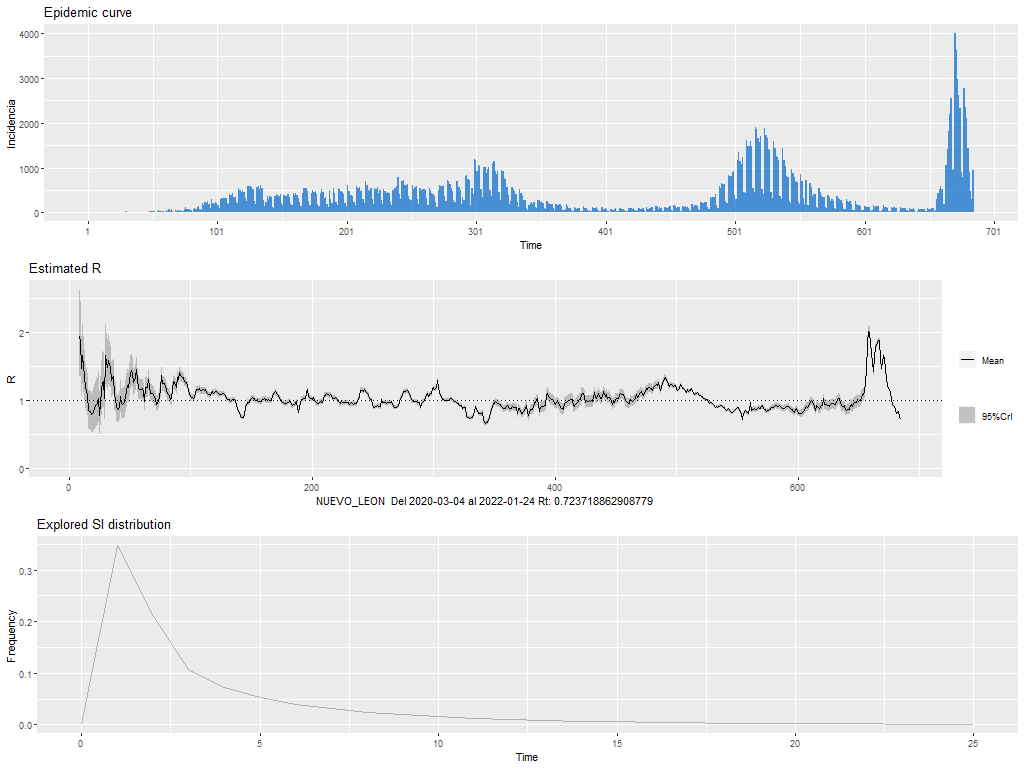 Epidemic curve
4000
3000
2000
1000
0
Incidencia
1 101 201 301 401 501 601 701
Time
Estimated R
2
1
0
R
0 200 400 600
NUEVO_LEON Del 2020-03-04 al 2022-01-24 Rt: 0.723718862908779
Mean
95%CrI
Explored SI distribution
0.3
0.2
0.1
0.0
Frequency
0 5 10 15 20 25
Time